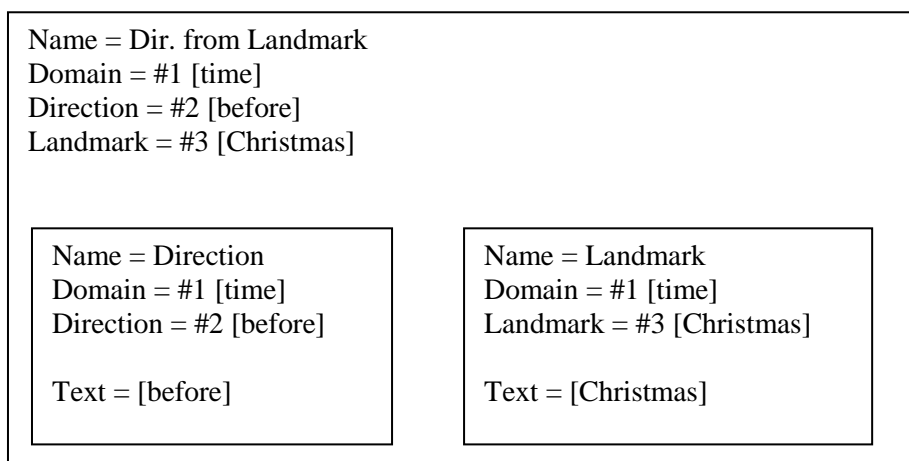 Name = Dir. from Landmark
Domain = #1 [time]
Direction = #2 [before]
Landmark = #3 [Christmas]
Name = Direction
Domain = #1 [time]
Direction = #2 [before]
Text = [before]
Name = Landmark
Domain = #1 [time]
Landmark = #3 [Christmas]
Text = [Christmas]